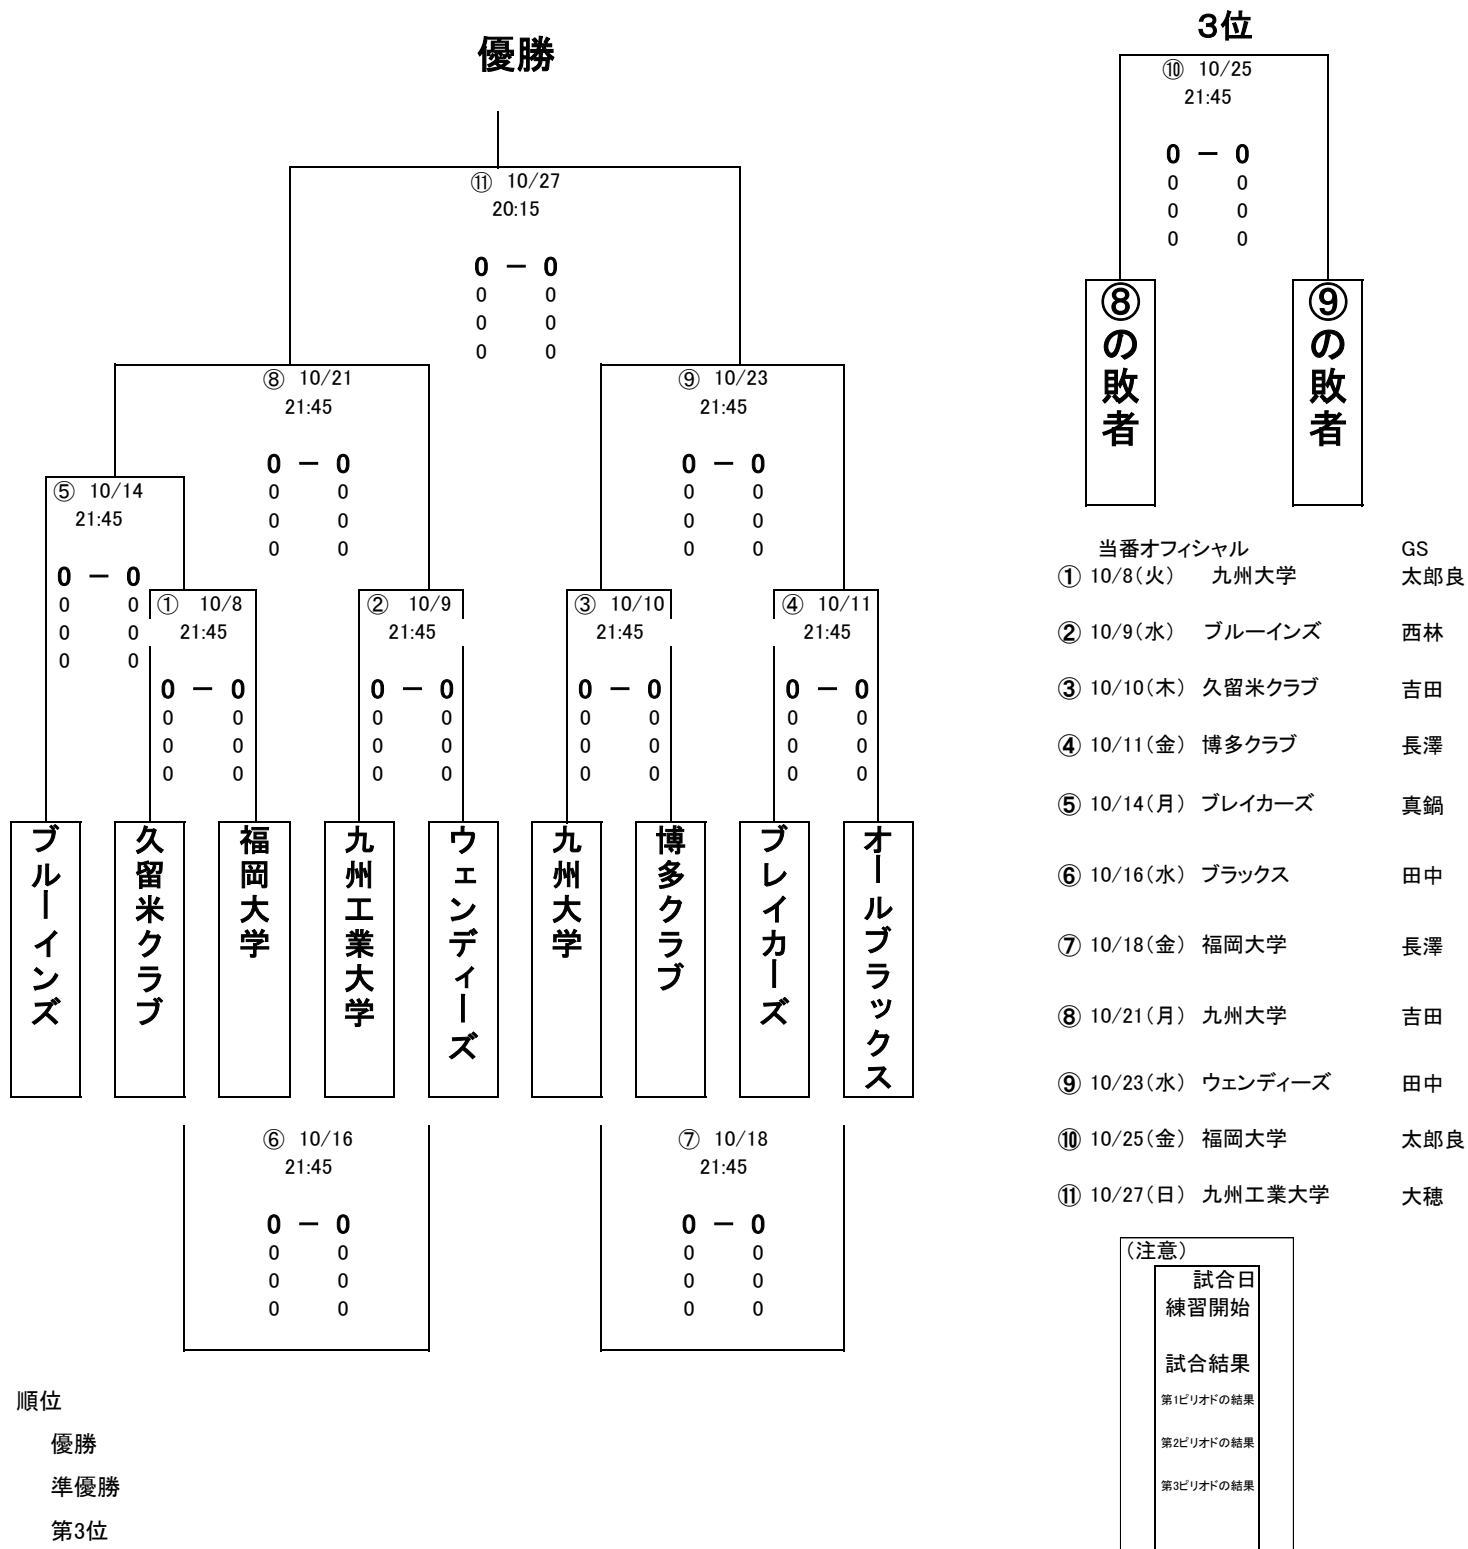 優勝
⑪ 10/27
20:15
0 － 0
0 0
0 0
0 0
⑧ 10/21
21:45
0 － 0
0 0
0 0
0 0
⑨ 10/23
21:45
0 － 0
0 0
0 0
0 0
⑤ 10/14
21:45
0 － 0
0 0
0 0
0 0
① 10/8
21:45
0 － 0
0 0
0 0
0 0
② 10/9
21:45
0 － 0
0 0
0 0
0 0
③ 10/10
21:45
0 － 0
0 0
0 0
0 0
④ 10/11
21:45
0 － 0
0 0
0 0
0 0
ブルーインズ
久留米クラブ
福岡大学
九州工業大学
ウェンディーズ
九州大学
博多クラブ
ブレイカーズ
オールブラックス
⑥ 10/16
21:45
0 － 0
0 0
0 0
0 0
⑦ 10/18
21:45
0 － 0
0 0
0 0
0 0
順位
優勝
準優勝
第3位
3位
⑩ 10/25
21:45
0 － 0
0 0
0 0
0 0
⑧の敗者
⑨の敗者
当番オフィシャル GS
① 10/8(火) 九州大学 太郎良
② 10/9(水) ブルーインズ 西林
③ 10/10(木) 久留米クラブ 吉田
④ 10/11(金) 博多クラブ 長澤
⑤ 10/14(月) ブレイカーズ 真鍋
⑥ 10/16(水) ブラックス 田中
⑦ 10/18(金) 福岡大学 長澤
⑧ 10/21(月) 九州大学 吉田
⑨ 10/23(水) ウェンディーズ 田中
⑩ 10/25(金) 福岡大学 太郎良
⑪ 10/27(日) 九州工業大学 大穂
(注意)
試合日
練習開始
試合結果
第1ピリオドの結果
第2ピリオドの結果
第3ピリオドの結果